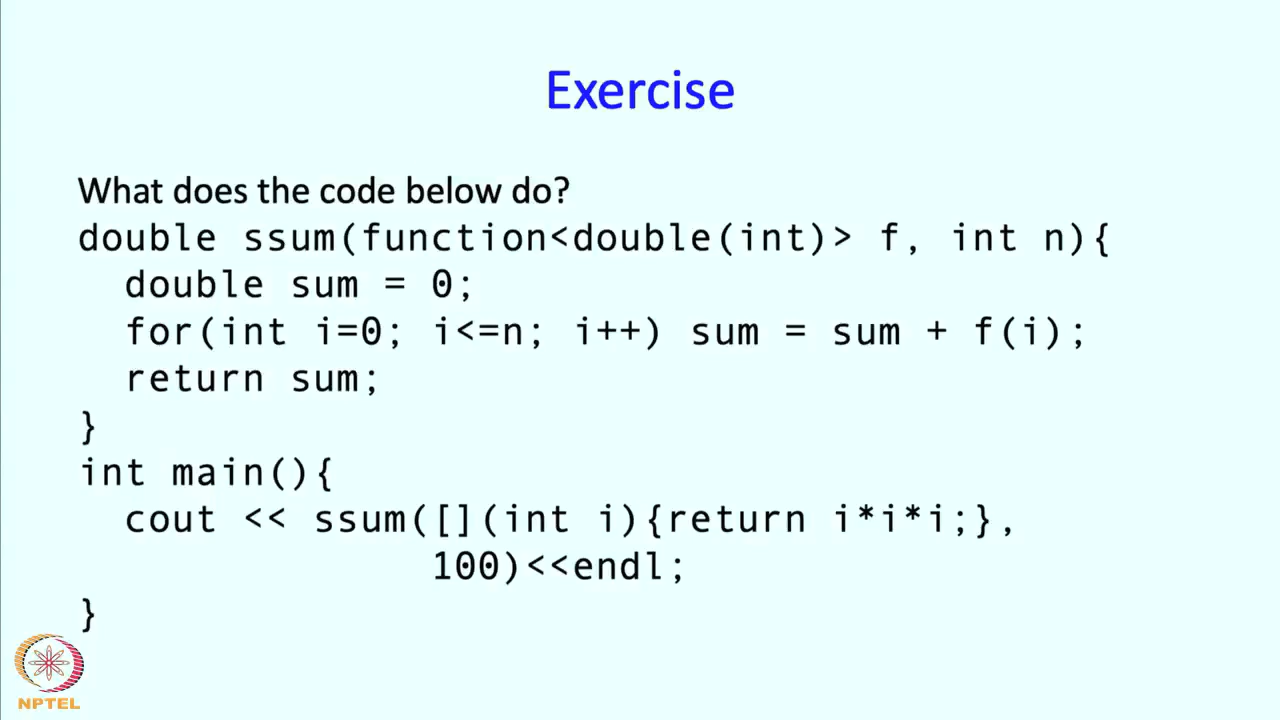 Exercise
What does the code below do?
double ssum(function<double(int)> f, int n){
  double sum = 0;
  for(int i=0; i<=n; i++) sum = sum + f(i);
  return sum;
}
int main(){
  cout << ssum([](int i){return i*i*i;},
               100)<<endl;
}
NPTEL